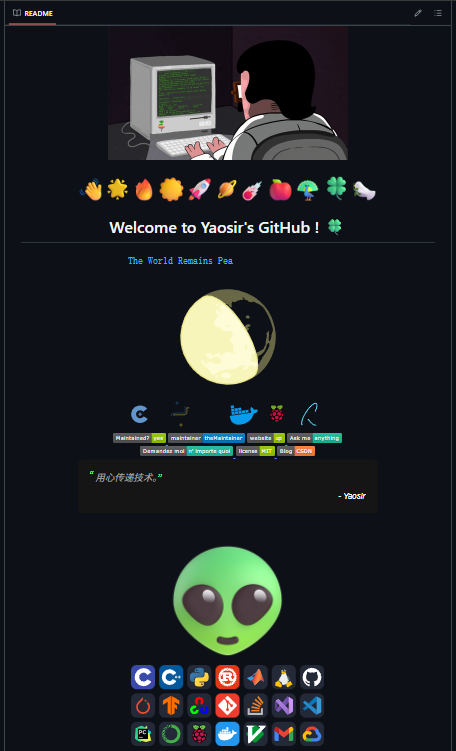 README
Welcome to Yaosir's GitHub !
The World Remains Pea
Maintained? yes maintainer theMaintainer website up Ask me anything
Demandez moi n' importe quoi license MIT Blog CSDN
“ 用心传递技术。”
- Yaosir